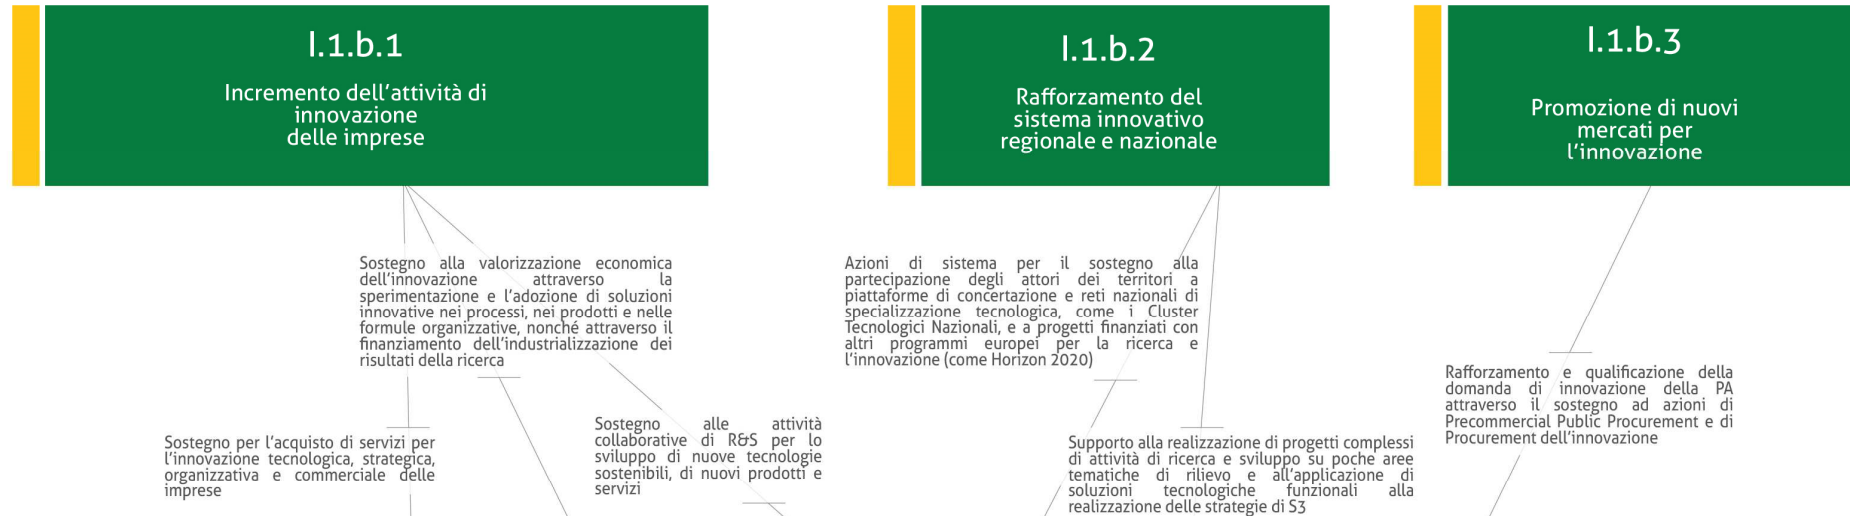 l.1.b.1
Incremento dell'attività di
innovazione
delle imprese
l.1.b.2
Rafforzamento del
sistema innovativo
regionale e nazionale
l.1.b.3
Promozione di nuovi
mercati per
l'innovazione
Sostegno alla valorizzazione economica
dell'innovazione attraverso la
sperimentazione e l'adozione di soluzioni
innovative nei processi, nei prodotti e nelle
formule organizzative, nonché attraverso il
finanziamento dell'industrializzazione dei
risultati della ricerca
Sostegno per l'acquisto di servizi per
l'innovazione tecnologica, strategica,
organizzativa e commerciale delle
imprese
Sostegno alle attività
collaborative di R&S per lo
sviluppo di nuove tecnologie
sostenibili, di nuovi prodotti e
servizi
Azioni di sistema per il sostegno alla
partecipazione degli attori dei territori a
piattaforme di concertazione e reti nazionali di
specializzazione tecnologica, come i Cluster
Tecnologici Nazionali, e a progetti finanziati con
altri programmi europei per la ricerca e
l'innovazione (come Horizon 2020)
Supporto alla realizzazione di progetti complessi
di attività di ricerca e sviluppo su poche aree
tematiche di rilievo e all'applicazione di
soluzioni tecnologiche funzionali alla
realizzazione delle strategie di S3
Rafforzamento e qualificazione della
domanda di innovazione della PA
attraverso il sostegno ad azioni di
Precommercial Public Procurement e di
Procurement dell'innovazione